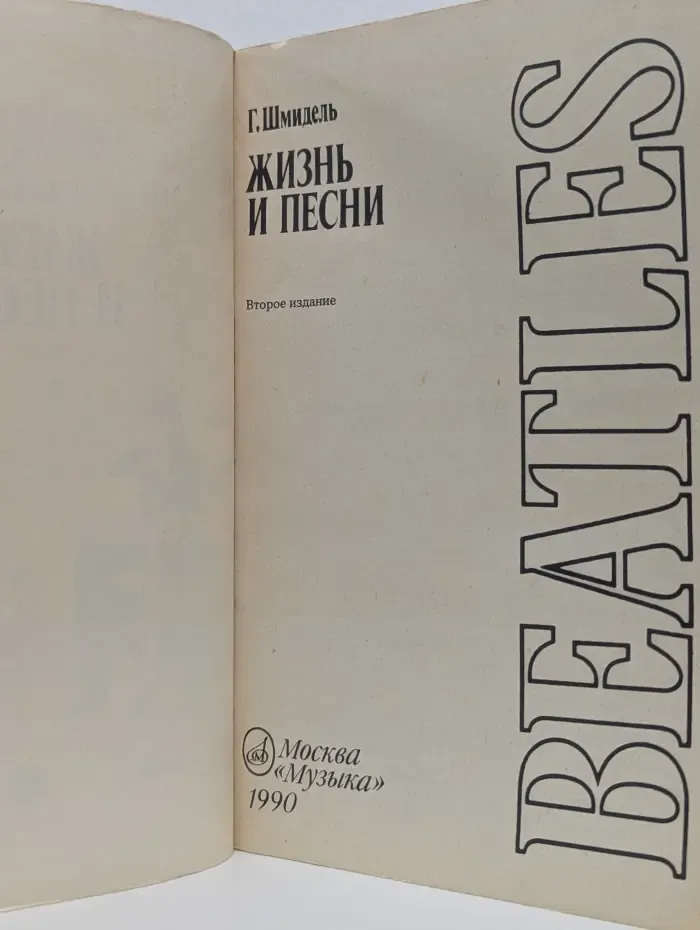 Г. Шмидель
ЖИЗНЬ
И ПЕСНИ
Второе издание
BEATLES
Москва
«Музыка»
1990